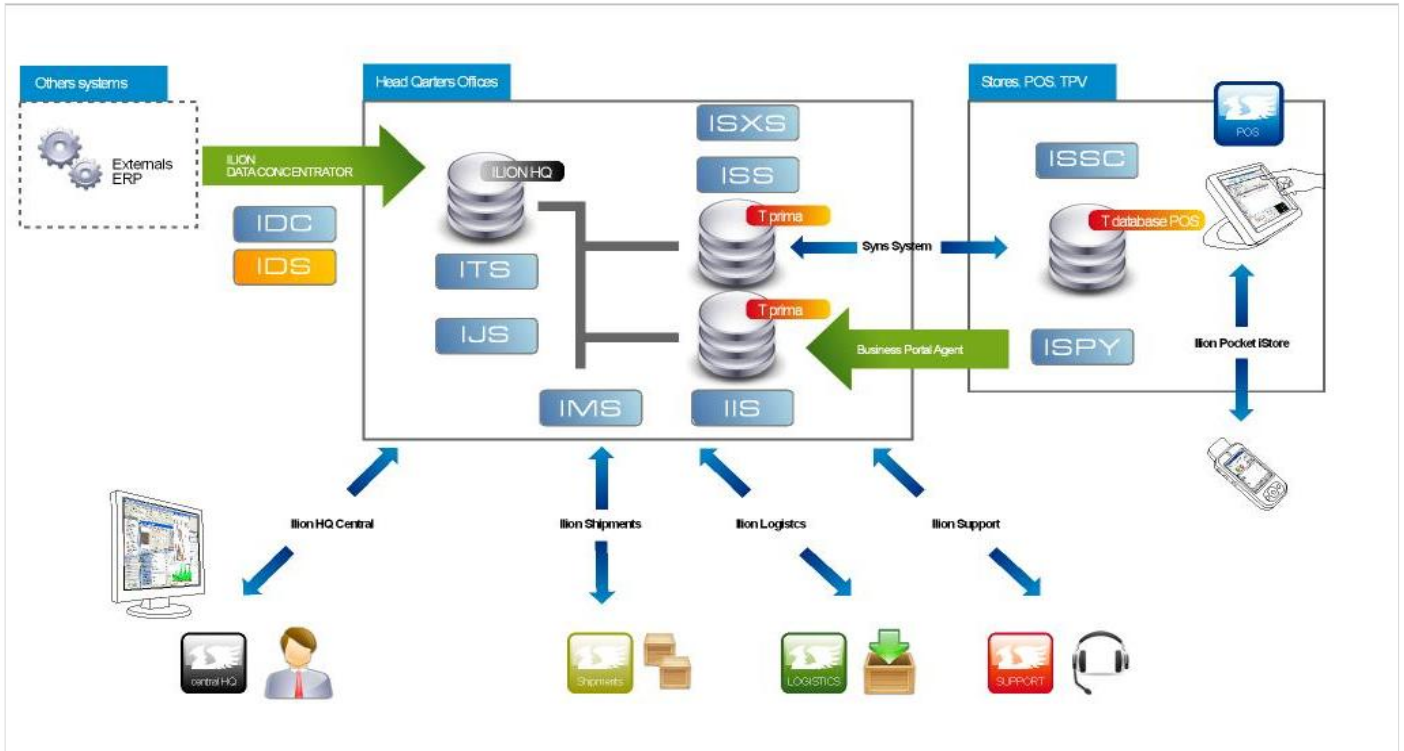 Others systems
Externals
ERP
ILION
DATA CONCENTRATOR
IDC
IDS
Head Qarters Offices
ILION HQ
ITS
IJS
ISXS
ISS
T prima
T prima
IMS
IIS
Syns System
Business Portal Agent
Stores. POS. TPV
POS
ISSC
T database POS
ISPY
Ilion Pocket iStore
Ilion HQ Central
Ilion Shipments
Ilion Logistcs
Ilion Support
central HQ
Shipments
LOGISTICS
SUPPORT